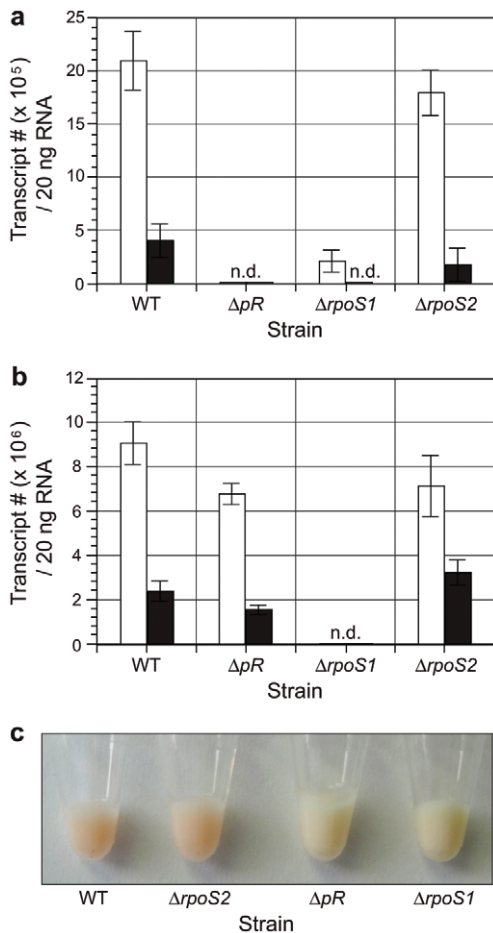 a
Transcript # (x 10⁵)
/ 20 ng RNA
25
20
15
10
5
0
n.d.
n.d.
WT
ΔpR
ΔrpoS1
ΔrpoS2
Strain
b
Transcript # (x 10⁶)
/ 20 ng RNA
12
10
8
6
4
2
0
n.d.
WT
ΔpR
ΔrpoS1
ΔrpoS2
Strain
c
WT
ΔrpoS2
ΔpR
ΔrpoS1
Strain